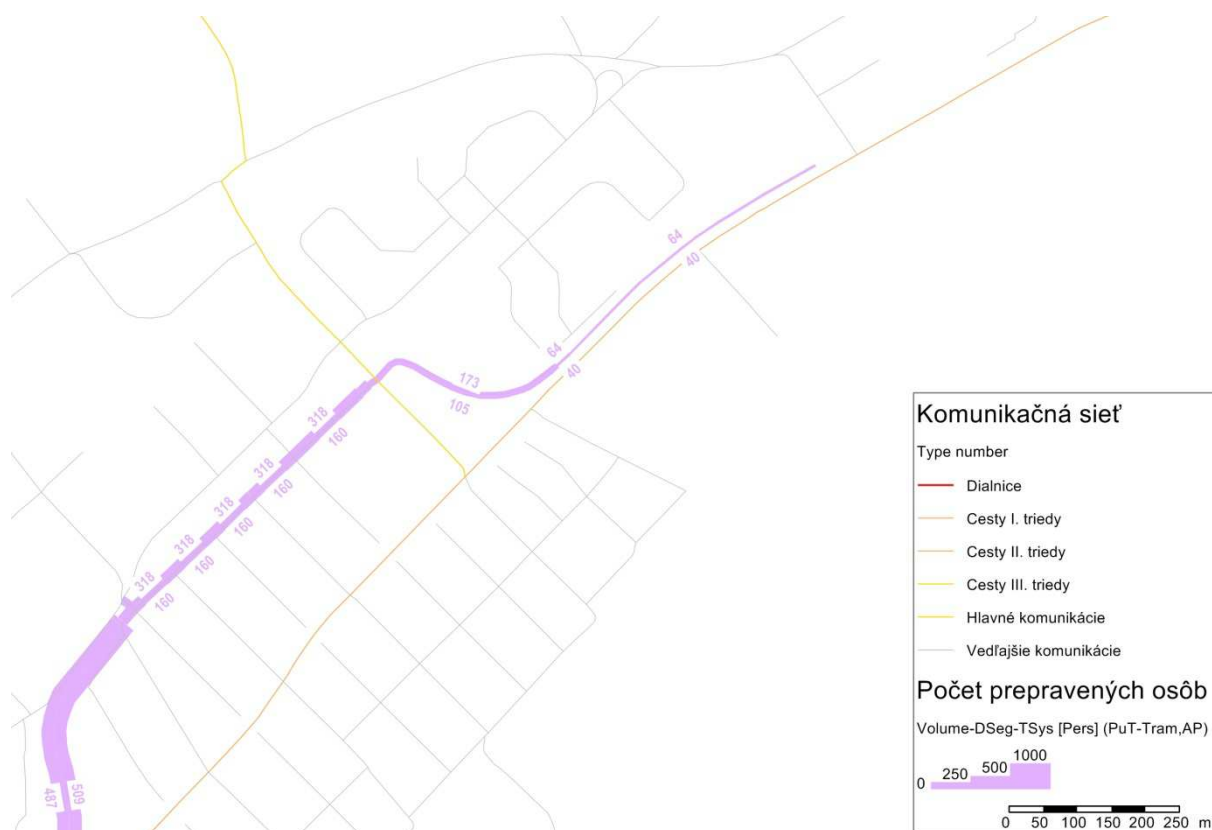 64
40
64
40
173
105
318
160
318
160
318
160
318
160
318
160
509
487
Komunikačná sieť
Type number
Dialnice
Cesty I. triedy
Cesty II. triedy
Cesty III. triedy
Hlavné komunikácie
Vedľajšie komunikácie
Počet prepravených osôb
Volume-DSeg-TSys [Pers] (PuT-Tram,AP)
0 250 500 1000
0 50 100 150 200 250 m